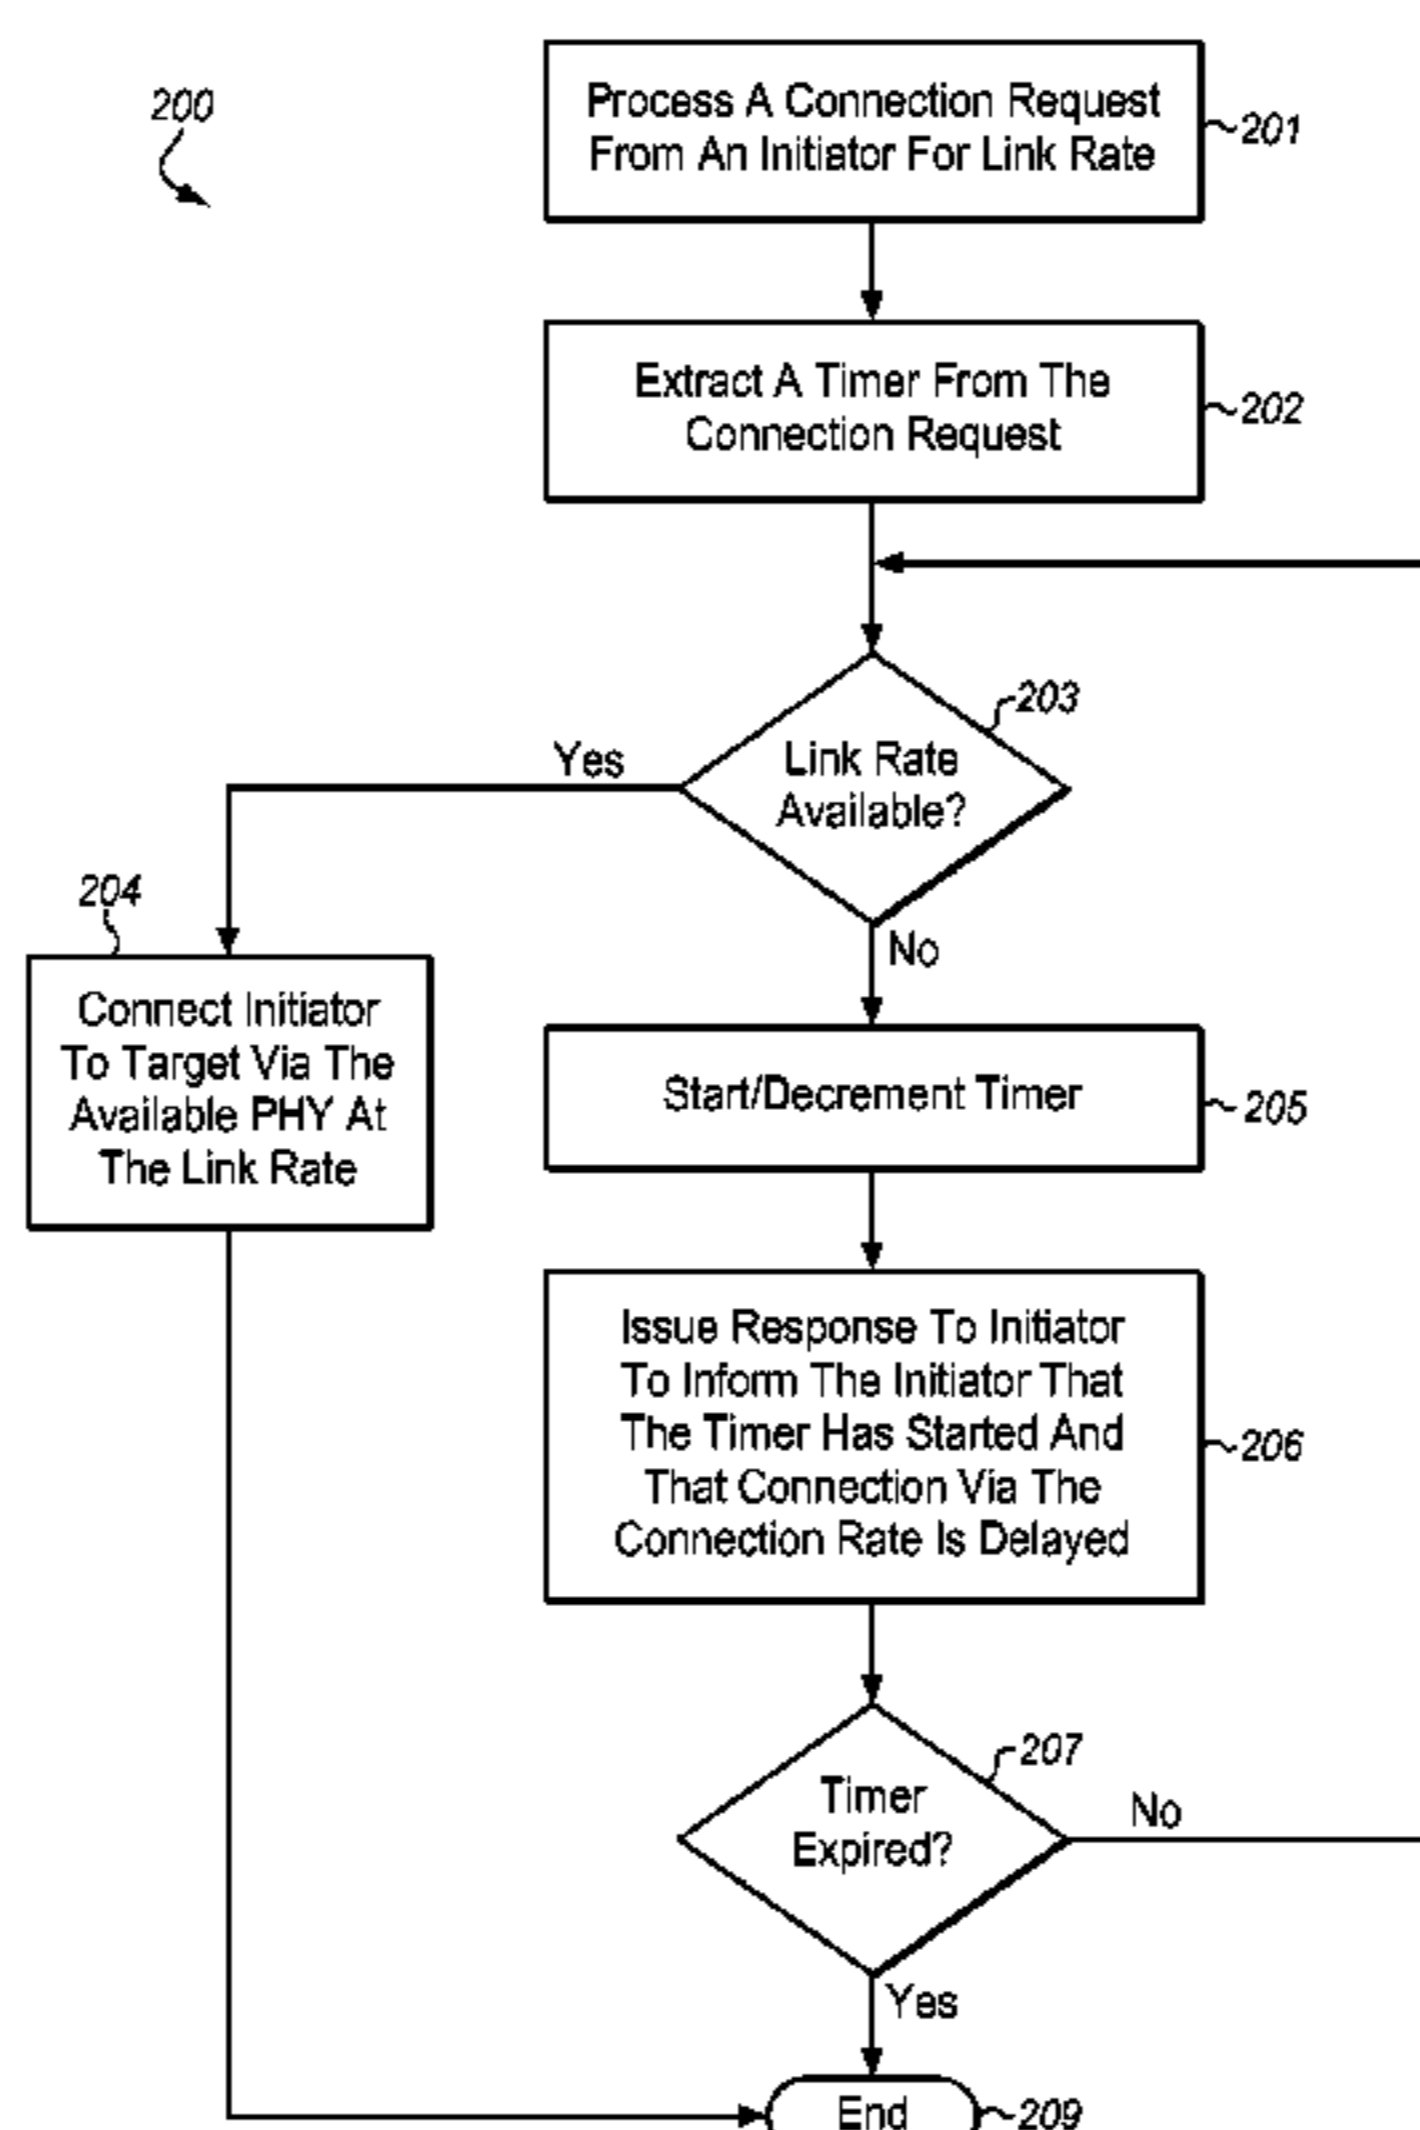 200
Process A Connection Request
From An Initiator For Link Rate
201
Extract A Timer From The
Connection Request
202
203
Link Rate
Available?
Yes
No
204
Connect Initiator
To Target Via The
Available PHY At
The Link Rate
Start/Decrement Timer
205
Issue Response To Initiator
To Inform The Initiator That
The Timer Has Started And
That Connection Via The
Connection Rate Is Delayed
206
207
Timer
Expired?
No
Yes
End
209